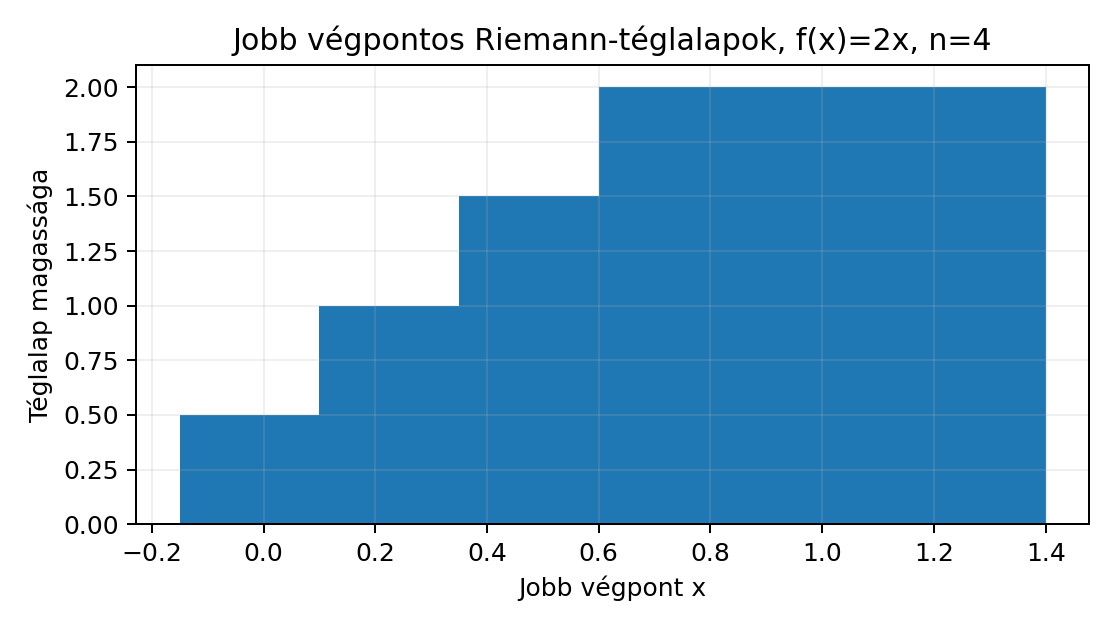 Jobb végpontos Riemann-téglalapok, f(x)=2x, n=4
Téglalap magassága
2.00
1.75
1.50
1.25
1.00
0.75
0.50
0.25
0.00
−0.2 0.0 0.2 0.4 0.6 0.8 1.0 1.2 1.4
Jobb végpont x